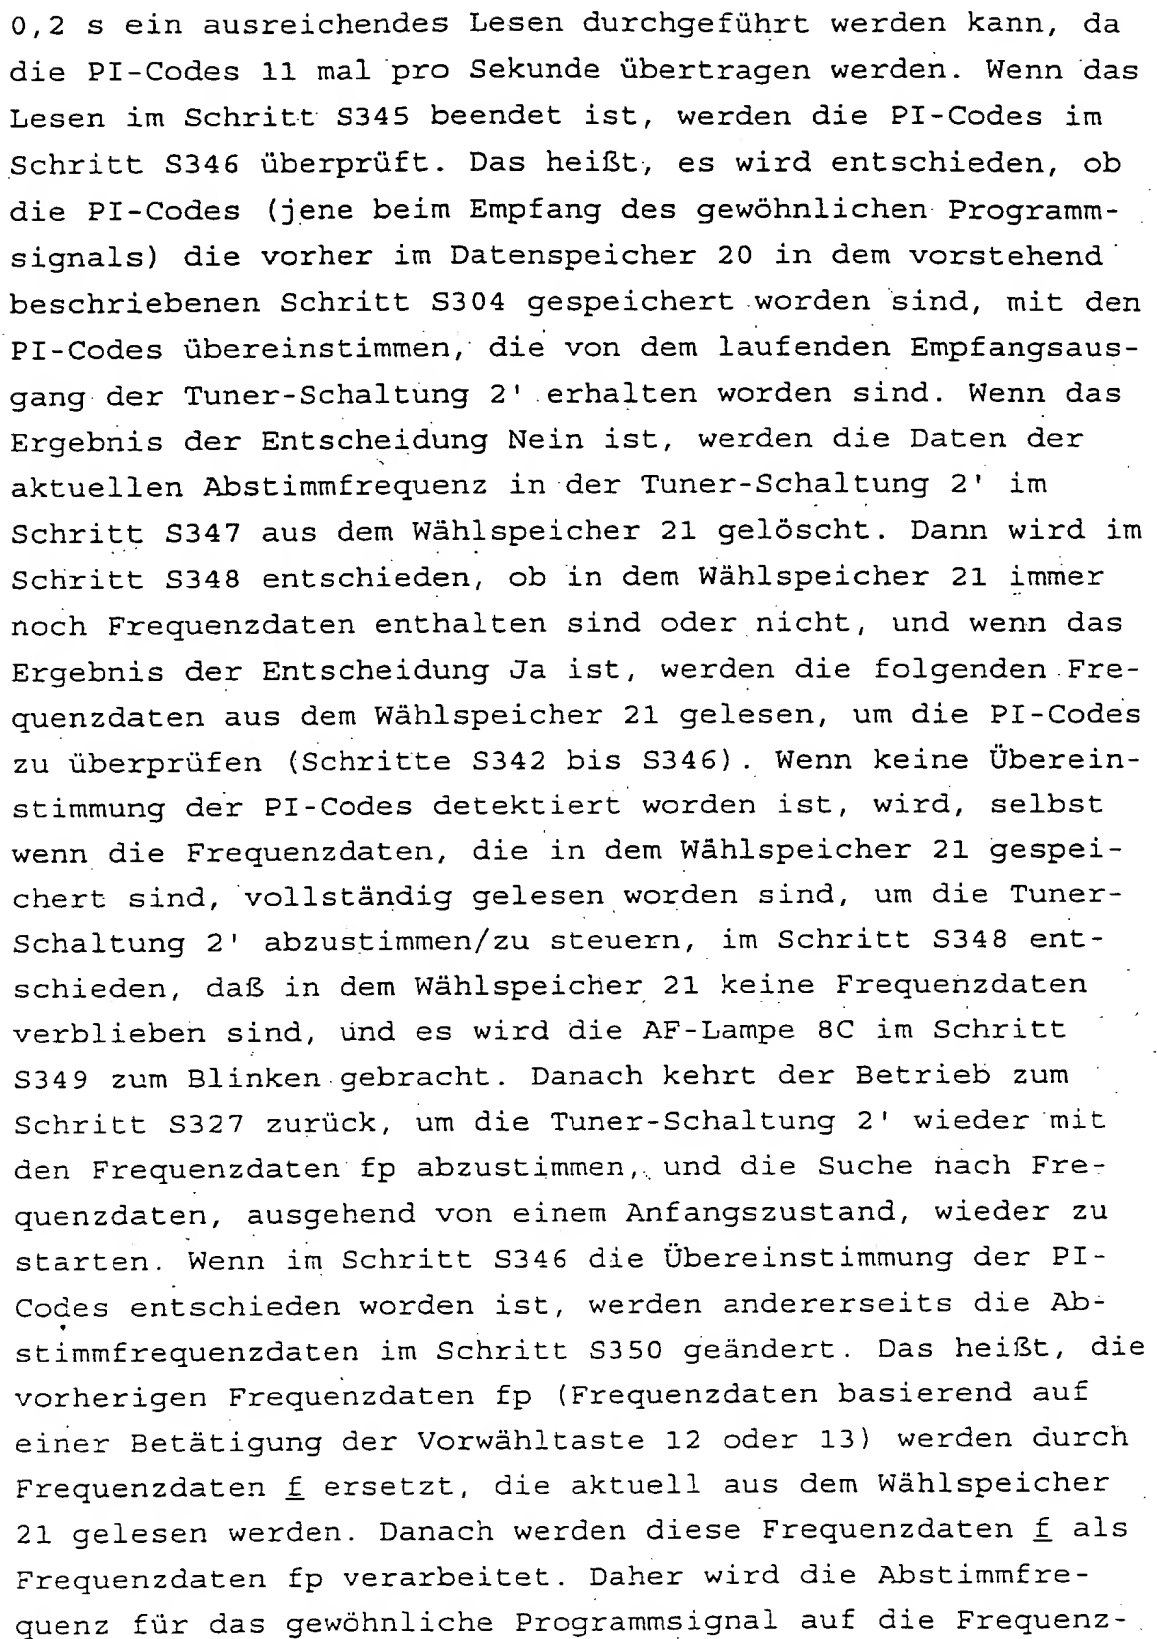 0,2 s ein ausreichendes Lesen durchgeführt werden kann, da
die PI-Codes 11 mal pro Sekunde übertragen werden. Wenn das
Lesen im Schritt S345 beendet ist, werden die PI-Codes im
Schritt S346 überprüft. Das heißt, es wird entschieden, ob
die PI-Codes (jene beim Empfang des gewöhnlichen Programm-
signals) die vorher im Datenspeicher 20 in dem vorstehend
beschriebenen Schritt S304 gespeichert worden sind, mit den
PI-Codes übereinstimmen, die von dem laufenden Empfangsaus-
gang der Tuner-Schaltung 2' erhalten worden sind. Wenn das
Ergebnis der Entscheidung Nein ist, werden die Daten der
aktuellen Abstimmfrequenz in der Tuner-Schaltung 2' im
Schritt S347 aus dem Wählspeicher 21 gelöscht. Dann wird im
Schritt S348 entschieden, ob in dem Wählspeicher 21 immer
noch Frequenzdaten enthalten sind oder nicht, und wenn das
Ergebnis der Entscheidung Ja ist, werden die folgenden Fre-
quenzdaten aus dem Wählspeicher 21 gelesen, um die PI-Codes
zu überprüfen (Schritte S342 bis S346). Wenn keine Überein-
stimmung der PI-Codes detektiert worden ist, wird, selbst
wenn die Frequenzdaten, die in dem Wählspeicher 21 gespei-
chert sind, vollständig gelesen worden sind, um die Tuner-
Schaltung 2' abzustimmen/zu steuern, im Schritt S348 ent-
schieden, daß in dem Wählspeicher 21 keine Frequenzdaten
verblieben sind, und es wird die AF-Lampe 8C im Schritt
S349 zum Blinken gebracht. Danach kehrt der Betrieb zum
Schritt S327 zurück, um die Tuner-Schaltung 2' wieder mit
den Frequenzdaten fp abzustimmen, und die Suche nach Fre-
quenzdaten, ausgehend von einem Anfangszustand, wieder zu
starten. Wenn im Schritt S346 die Übereinstimmung der PI-
Codes entschieden worden ist, werden andererseits die Ab-
stimmfrequenzdaten im Schritt S350 geändert. Das heißt, die
vorherigen Frequenzdaten fp (Frequenzdaten basierend auf
einer Betätigung der Vorwähltaste 12 oder 13) werden durch
Frequenzdaten f ersetzt, die aktuell aus dem Wählspeicher
21 gelesen werden. Danach werden diese Frequenzdaten f als
Frequenzdaten fp verarbeitet. Daher wird die Abstimmfre-
quenz für das gewöhnliche Programmsignal auf die Frequenz-